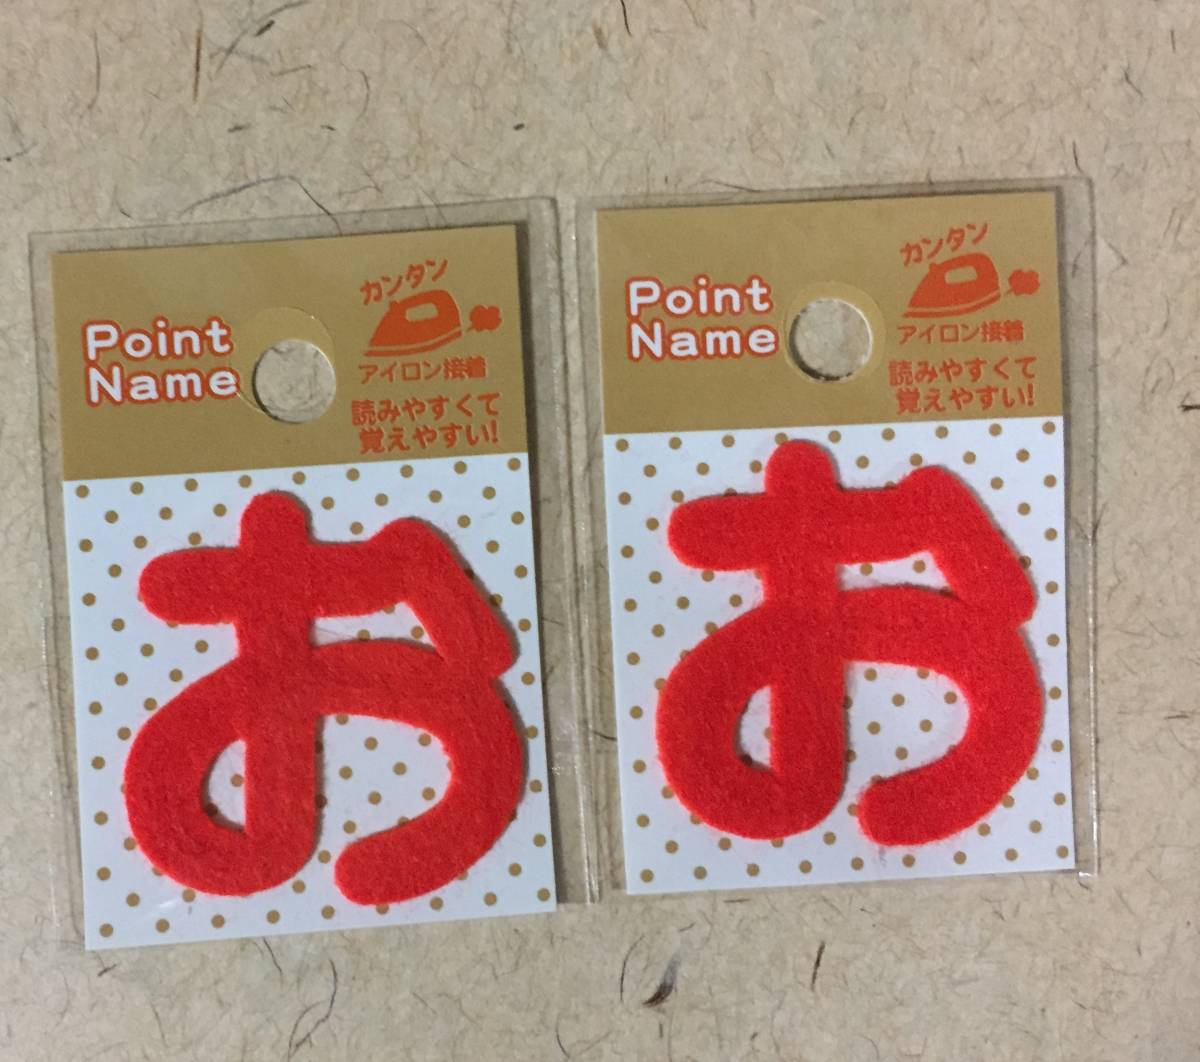 Point
Name
カンタン
アイロン接着
読みやすくて
覚えやすい!
お
Point
Name
カンタン
アイロン接着
読みやすくて
覚えやすい!
お